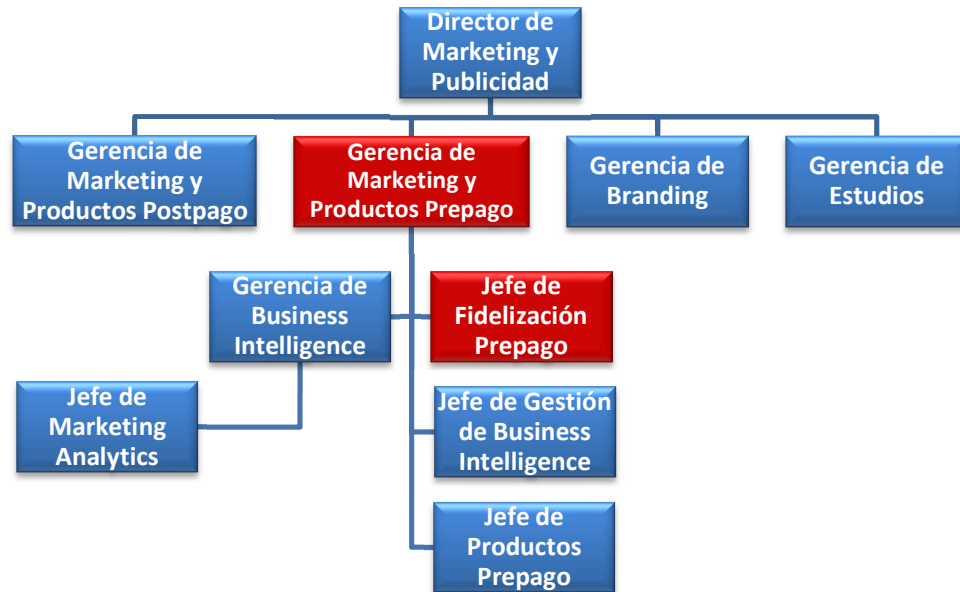 Director de
Marketing y
Publicidad
Gerencia de
Marketing y
Productos Postpago
Gerencia de
Marketing y
Productos Prepago
Gerencia de
Branding
Gerencia de
Estudios
Gerencia de
Business
Intelligence
Jefe de
Fidelización
Prepago
Jefe de
Marketing
Analytics
Jefe de Gestión
de Business
Intelligence
Jefe de
Productos
Prepago